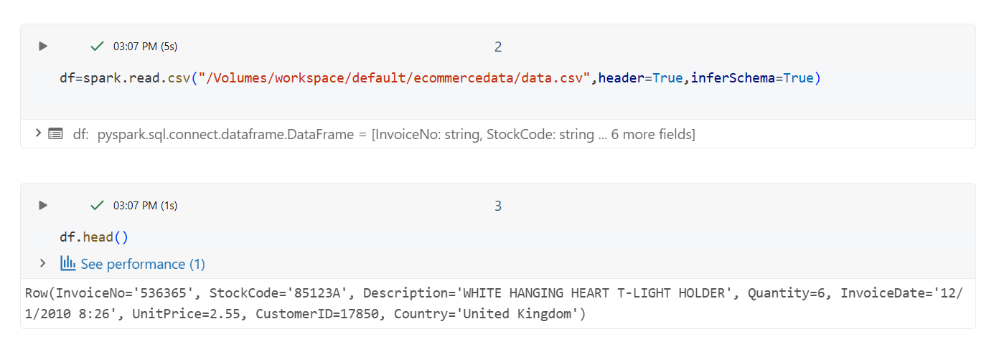 03:07 PM (5s)
2
df=spark.read.csv("/Volumes/workspace/default/ecommercedata/data.csv",header=True,inferSchema=True)
df: pyspark.sql.connect.dataframe.DataFrame = [InvoiceNo: string, StockCode: string ... 6 more fields]
03:07 PM (1s)
3
df.head()
See performance (1)
Row(InvoiceNo='536365', StockCode='85123A', Description='WHITE HANGING HEART T-LIGHT HOLDER', Quantity=6, InvoiceDate='12/
1/2010 8:26', UnitPrice=2.55, CustomerID=17850, Country='United Kingdom')